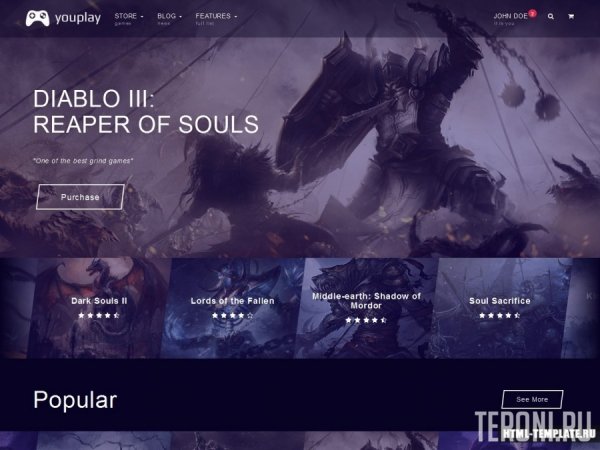 youplay
STORE
games
BLOG
news
FEATURES
full list
JOHN DOE
it is you
DIABLO III:
REAPER OF SOULS
"One of the best grind games"
Purchase
Dark Souls II
Lords of the Fallen
Middle-earth: Shadow of
Mordor
Soul Sacrifice
Popular
See More
TERONI.RU
HTML-TEMPLATE.RU